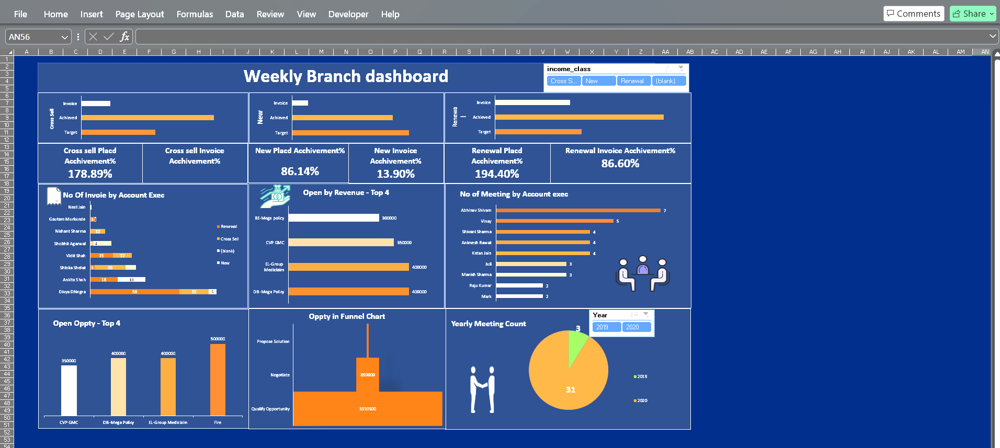 File Home Insert Page Layout Formulas Data Review View Developer Help Comments Share
AN56 fx
A B C D E F G H I J K L M N O P Q R S T U V W X Y Z AA AB AC AD AE AF AG AH AI AJ AK AL AM AN
1
2
3
4
5
6
7
8
9
10
11
12
13
14
15
16
17
18
19
20
21
22
23
24
25
26
27
28
29
30
31
32
33
34
35
36
37
38
39
40
41
42
43
44
45
46
47
48
49
50
51
52
53
54
Weekly Branch dashboard
income_class
Cross S... New Renewal (blank)
Cross Sell
Invoice
Achieved
Target
New
Invoice
Achieved
Target
Renewa
l
Invoice
Achieved
Target
Cross sell Placd
Acchivement%
178.89%
Cross sell Invoice
Acchivement%
New Placd Acchivement%
86.14%
New Invoice
Acchivement%
13.90%
Renewal Placd
Acchivement%
194.40%
Renewal Invoice Acchivement%
86.60%
No Of Invoie by Account Exec
Neel Jain
Gautam Murkunde 3
Nishant Sharma 10
Shobhit Agarwal 2 4
Vidit Shah 15 12
Shloka Shelat 3 20
Ankita Shah 18 18
Divya Dhingra 58 19 5
Renewal
Cross Sell
(blank)
New
Open by Revenue - Top 4
BE-Mega policy 300000
CVP GMC 350000
EL-Group
Mediclaim 400000
DB-Mega Policy 400000
No of Meeting by Account exec
Abhinav Shivam 7
Vinay 5
Shivani Sharma 4
Animesh Rawat 4
Ketan Jain 4
Juli 3
Manish Sharma 3
Raju Kumar 2
Mark 2
Open Oppty - Top 4
350000 400000 400000 500000
CVP GMC DB-Mega Policy EL-Group Mediclaim Fire
Oppty in Funnel Chart
Propose Solution
Negotiate 899000
Qualify Opportunity 5919500
Yearly Meeting Count
Year
2019 2020
3
31
2019
2020